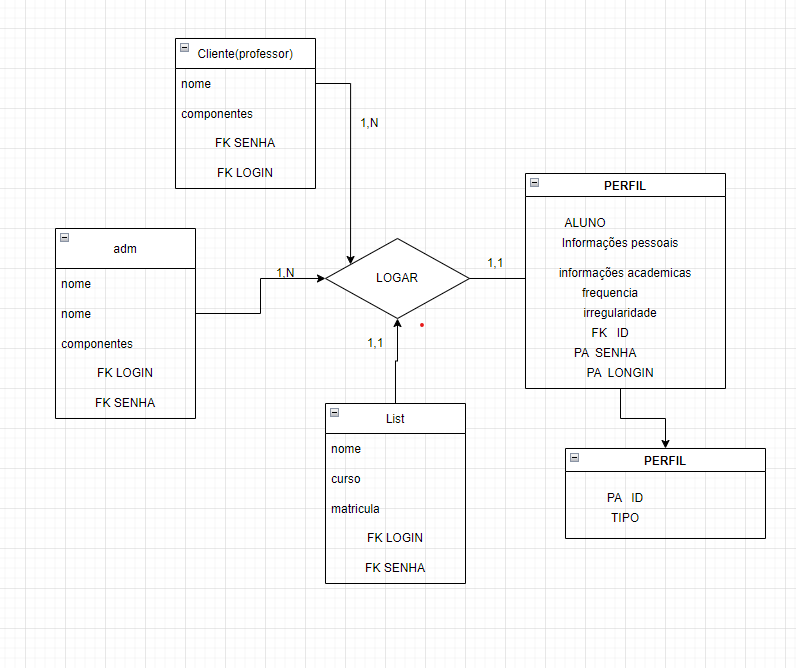 Cliente(professor)
nome
componentes
FK SENHA
FK LOGIN
1,N
adm
nome
nome
componentes
FK LOGIN
FK SENHA
1,N
LOGAR
1,1
1,1
PERFIL
ALUNO
Informações pessoais
informações academicas
frequencia
irregularidade
FK ID
PA SENHA
PA LONGIN
List
nome
curso
matricula
FK LOGIN
FK SENHA
PERFIL
PA ID
TIPO